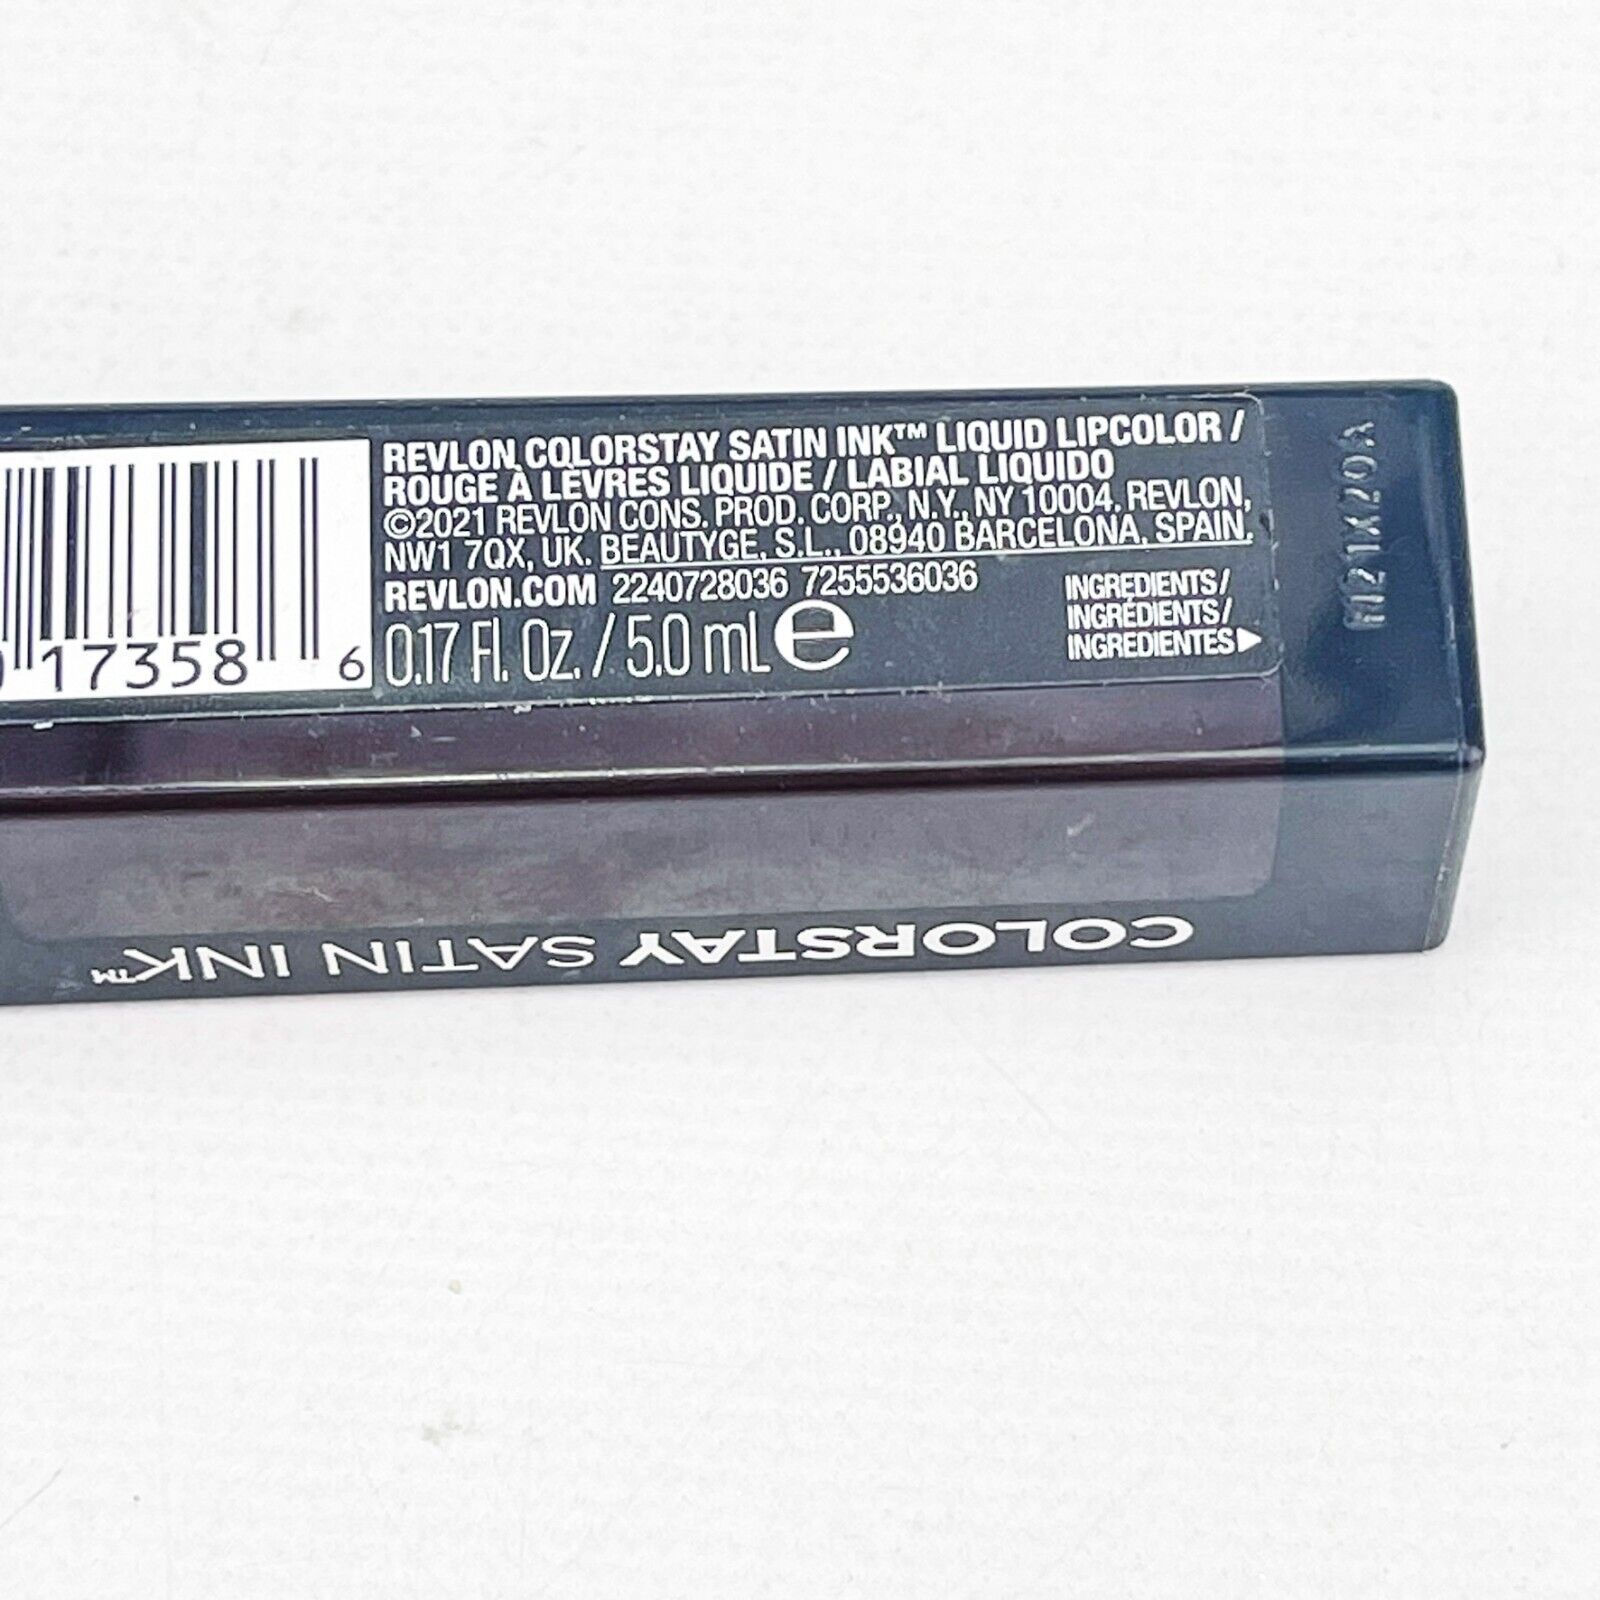 REVLON COLORSTAY SATIN INK™ LIQUID LIPCOLOR /
ROUGE À LÈVRES LIQUIDE / LABIAL LIQUIDO
©2021 REVLON CONS. PROD. CORP., N.Y., NY 10004. REVLON,
NW1 7QX, UK. BEAUTYGE, S.L., 08940 BARCELONA, SPAIN.
REVLON.COM 2240728036 7255536036
0.17 Fl. Oz. / 5.0 mL e
INGREDIENTS /
INGRÉDIENTS /
INGREDIENTES ▶
17358 6
COLORSTAY SATIN INK™